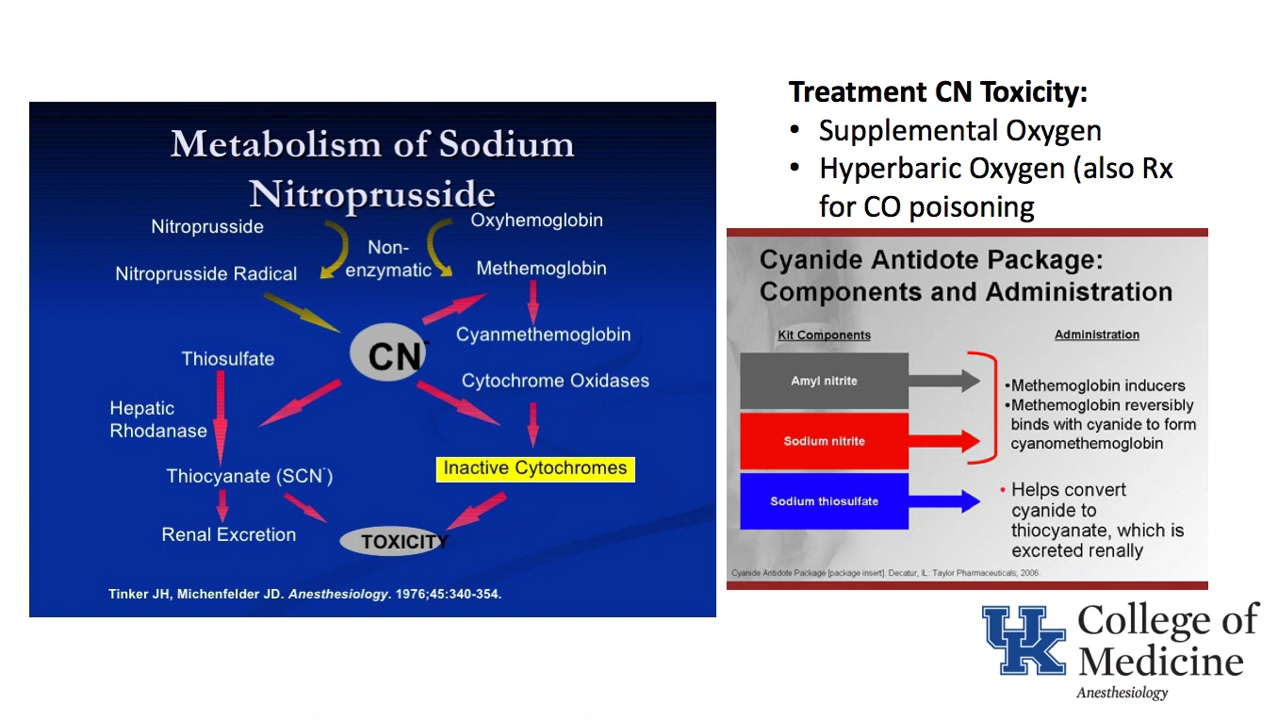 Metabolism of Sodium
Nitroprusside
Nitroprusside
Oxyhemoglobin
Non-
enzymatic
Nitroprusside Radical
Methemoglobin
CN-
Cyanmethemoglobin
Thiosulfate
Cytochrome Oxidases
Hepatic
Rhodanase
Thiocyanate (SCN-)
Inactive Cytochromes
Renal Excretion
TOXICITY
Tinker JH, Michenfelder JD. Anesthesiology. 1976;45:340-354.
Treatment CN Toxicity:
• Supplemental Oxygen
• Hyperbaric Oxygen (also Rx
for CO poisoning
Cyanide Antidote Package:
Components and Administration
Kit Components
Administration
Amyl nitrite
Sodium nitrite
Sodium thiosulfate
•Methemoglobin inducers
•Methemoglobin reversibly
binds with cyanide to form
cyanomethemoglobin
• Helps convert
cyanide to
thiocyanate, which is
excreted renally
Cyanide Antidote Package [package insert]. Decatur, IL: Taylor Pharmaceuticals; 2006.
UK
College of
Medicine
Anesthesiology